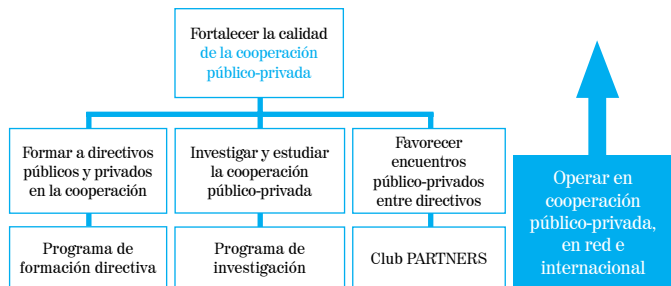 Fortalecer la calidad
de la cooperación
público-privada
Formar a directivos
públicos y privados
en la cooperación
Investigar y estudiar
la cooperación
público-privada
Favorecer
encuentros
público-privados
entre directivos
Programa de
formación directiva
Programa de
investigación
Club PARTNERS
Operar en
cooperación
público-privada,
en red e
internacional